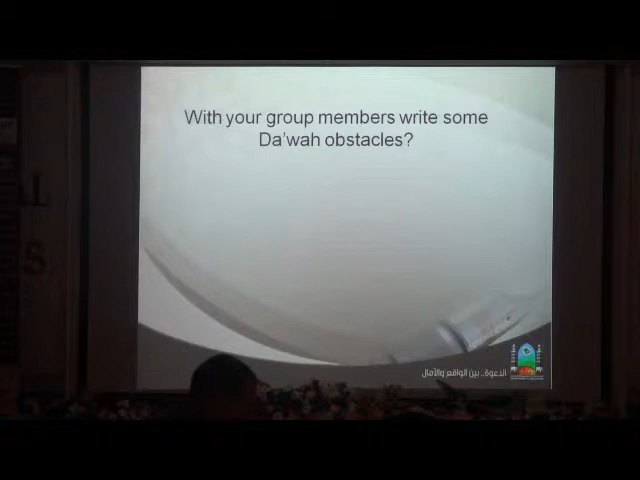 With your group members write some
Da'wah obstacles?
الدعوة.. بين الواقع والآمال